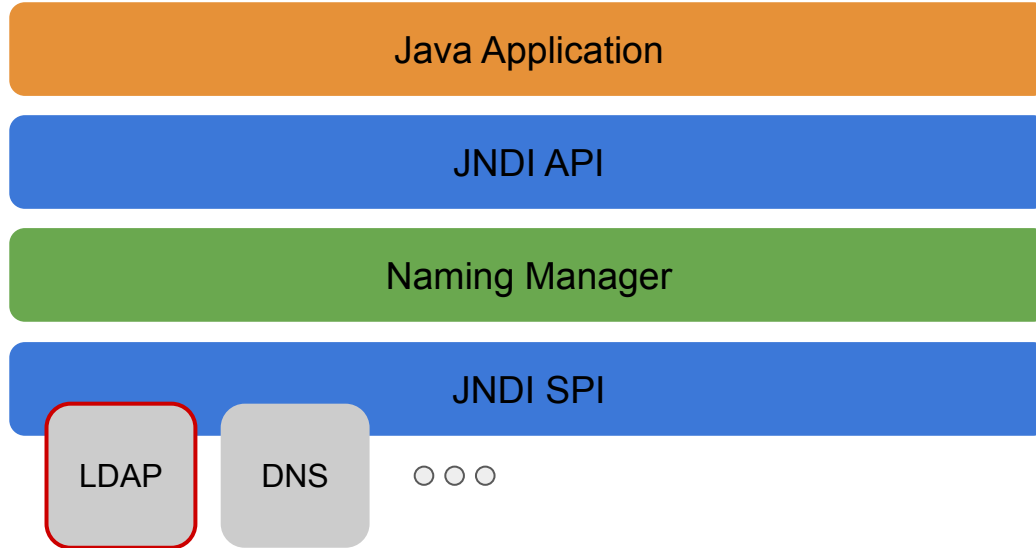 Java Application
JNDI API
Naming Manager
JNDI SPI
LDAP
DNS